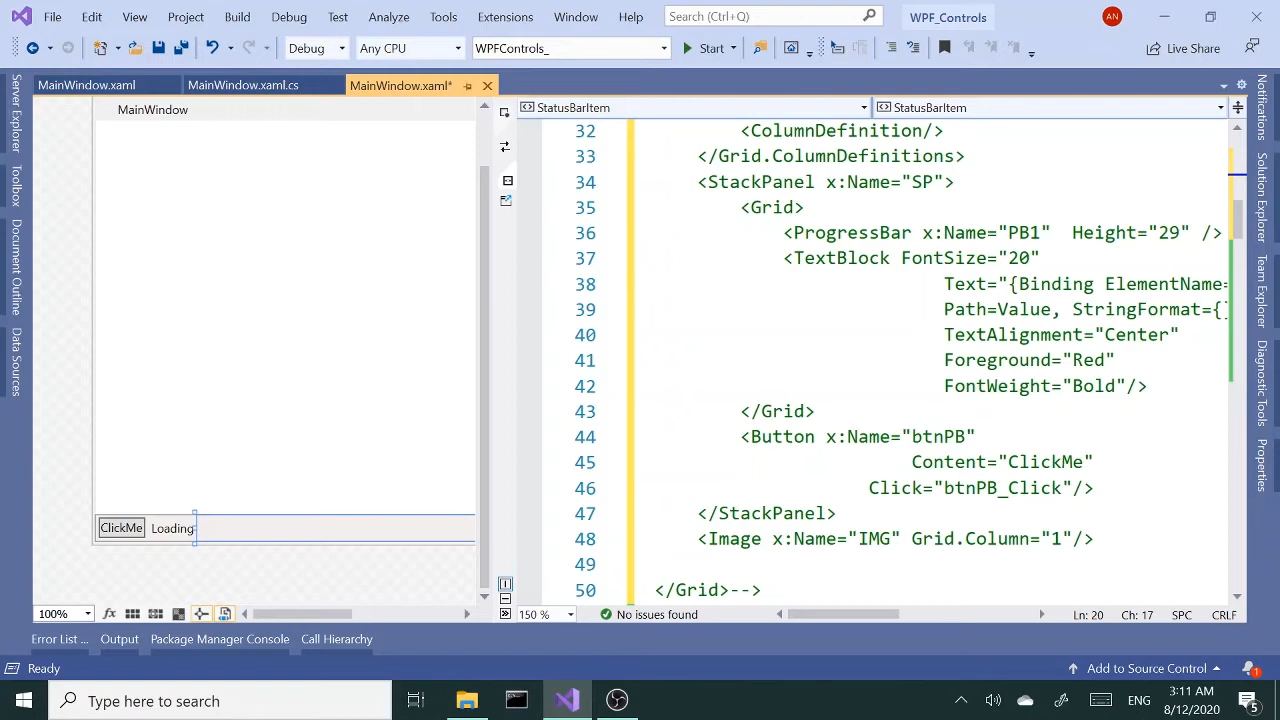 File Edit View Project Build Debug Test Analyze Tools Extensions Window Help Search (Ctrl+Q) WPF_Controls AN
Debug Any CPU WPFControls_ Start Live Share
MainWindow.xaml MainWindow.xaml.cs MainWindow.xaml*
MainWindow
StatusBarItem StatusBarItem
Server Explorer
Toolbox
Document Outline
Data Sources
32 <ColumnDefinition/>
33 </Grid.ColumnDefinitions>
34 <StackPanel x:Name="SP">
35 <Grid>
36 <ProgressBar x:Name="PB1" Height="29" />
37 <TextBlock FontSize="20"
38 Text="{Binding ElementName=
39 Path=Value, StringFormat={}
40 TextAlignment="Center"
41 Foreground="Red"
42 FontWeight="Bold"/>
43 </Grid>
44 <Button x:Name="btnPB"
45 Content="ClickMe"
46 Click="btnPB_Click"/>
47 </StackPanel>
48 <Image x:Name="IMG" Grid.Column="1"/>
49
50 </Grid>-->
ClickMe Loading
Notifications
Solution Explorer
Team Explorer
Diagnostic Tools
Properties
100% fx 150 % No issues found Ln: 20 Ch: 17 SPC CRLF
Error List ... Output Package Manager Console Call Hierarchy
Ready Add to Source Control 1
Type here to search ENG 5
:11 AM
8/12/2020